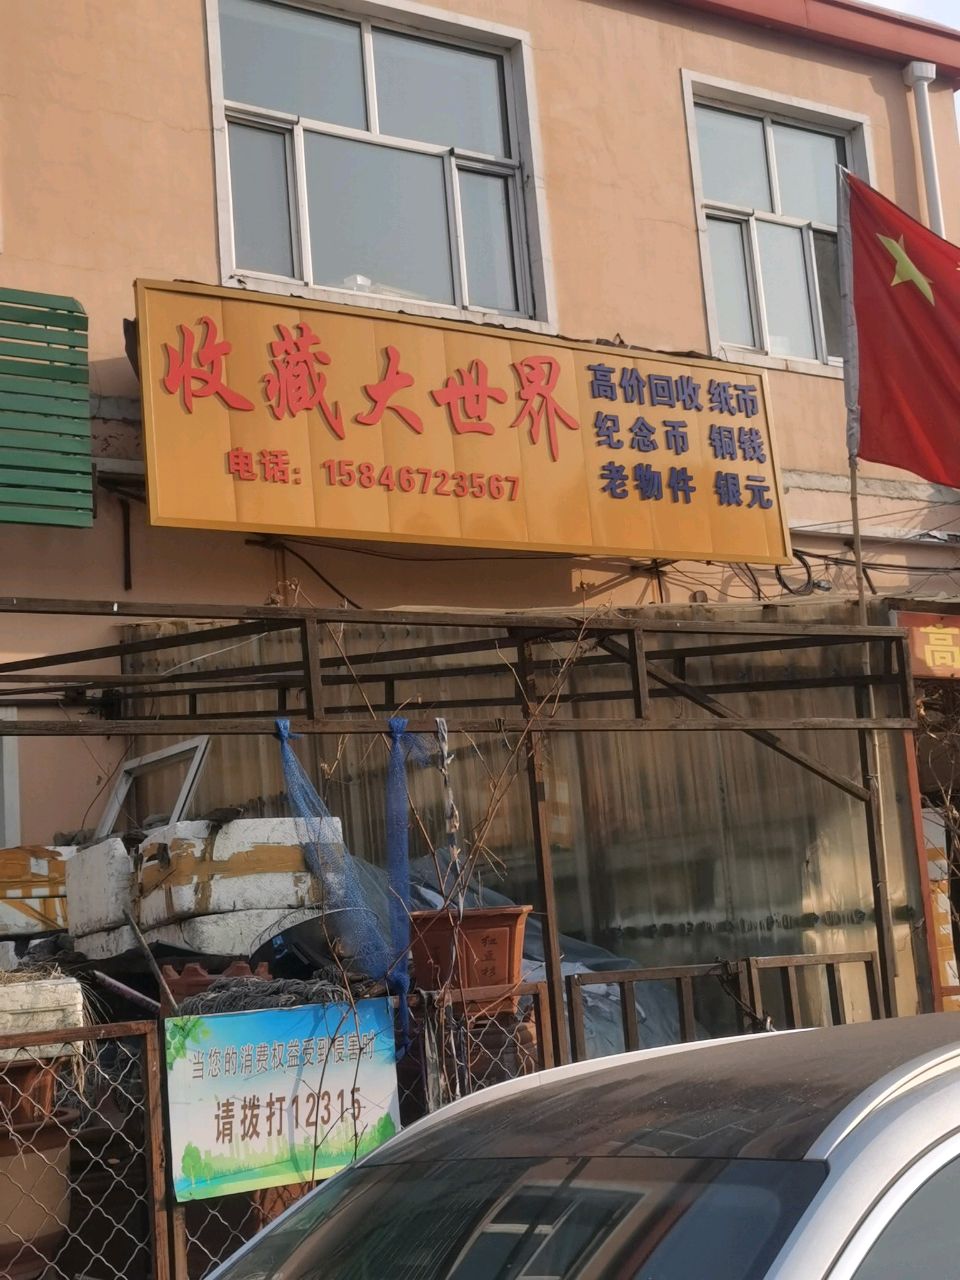 收藏大世界
电话：15846723567
高价回收 纸币
纪念币 铜钱
老物件 银元
高
当您的消费权益受到侵害时
请拨打12315